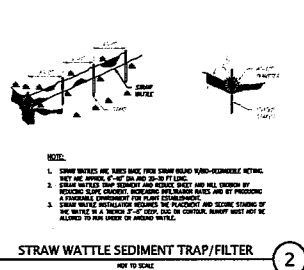 STRAW
WATTLE
STAKE
NOTE:
1. STRAW WATTLES ARE TUBES MADE FROM STRAW BOUND W/BIO-DEGRADABLE NETTING.
THEY ARE APPROX. 8"-10" DIA AND 20-30 FT LONG.
2. STRAW WATTLES TRAP SEDIMENT AND REDUCE SHEET AND RILL EROSION BY
REDUCING SLOPE GRADIENT, INCREASING INFILTRATION RATES AND BY PRODUCING
A FAVORABLE ENVIRONMENT FOR PLANT ESTABLISHMENT.
3. STRAW WATTLE INSTALLATION REQUIRES THE PLACEMENT AND SECURE STAKING OF
THE WATTLE IN A TRENCH 3"-5" DEEP, DUG ON CONTOUR. RUNOFF MUST NOT BE
ALLOWED TO RUN UNDER OR AROUND WATTLE.
STRAW WATTLE SEDIMENT TRAP/FILTER
2
NOT TO SCALE